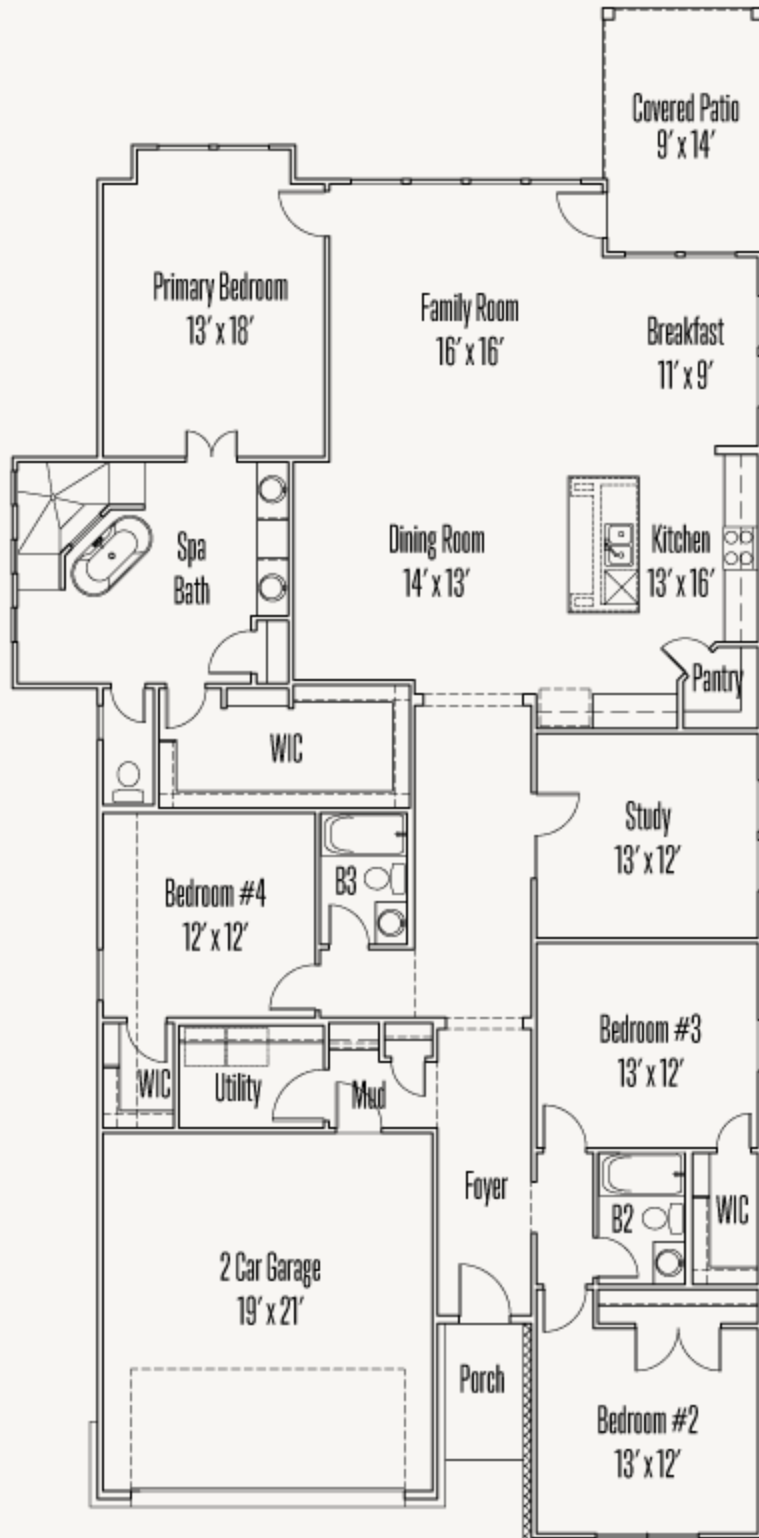 Covered Patio
9' x 14'
Primary Bedroom
13' x 18'
Family Room
16' x 16'
Breakfast
11' x 9'
Spa
Bath
Dining Room
14' x 13'
Kitchen
13' x 16'
Pantry
WIC
Study
13' x 12'
Bedroom #4
12' x 12'
B3
Bedroom #3
13' x 12'
WIC
Utility
Mud
Foyer
B2
WIC
2 Car Garage
19' x 21'
Porch
Bedroom #2
13' x 12'